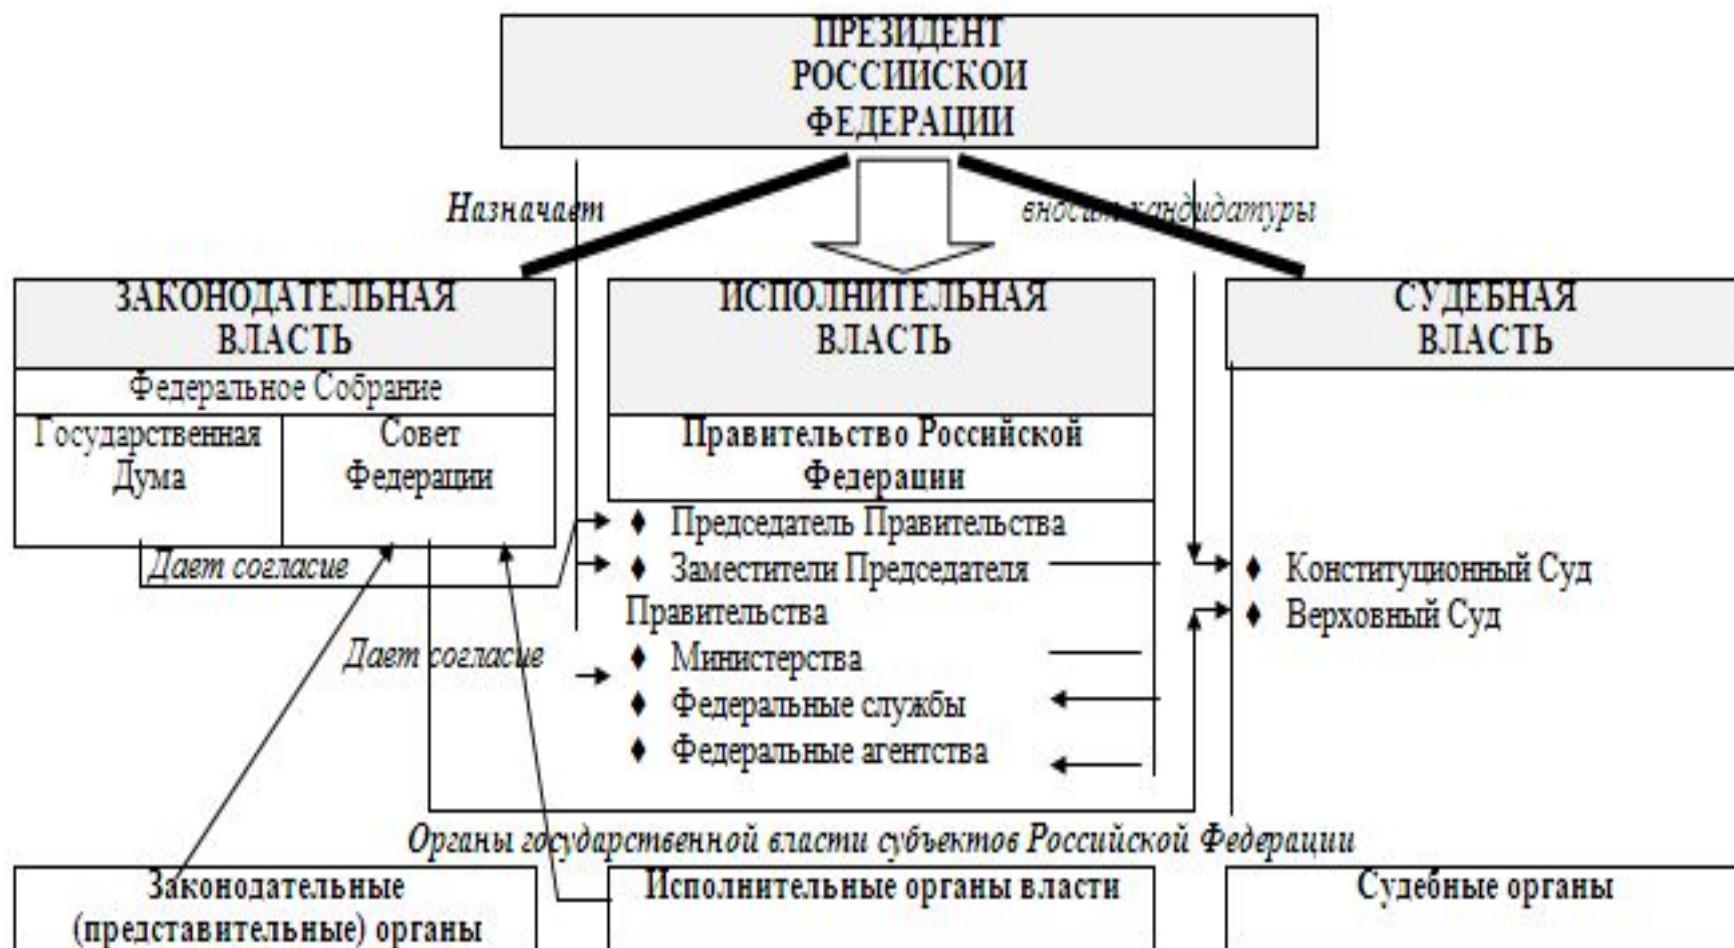 ПРЕЗИДЕНТ
РОССИИСКОИ
ФЕДЕРАЦИИ
Назначает
вносит кандидатуры
ЗАКОНОДАТЕЛЬНАЯ
ВЛАСТЬ
Федеральное Собрание
Государственная
Дума
Совет
Федерации
ИСПОЛНИТЕЛЬНАЯ
ВЛАСТЬ
Правительство Российской
Федерации
СУДЕБНАЯ
ВЛАСТЬ
Дает согласие
Дает согласие
♦ Председатель Правительства
♦ Заместители Председателя
Правительства
♦ Министерства
♦ Федеральные службы
♦ Федеральные агентства
♦ Конституционный Суд
♦ Верховный Суд
Органы государственной власти субъектов Российской Федерации
Законодательные
(представительные) органы
Исполнительные органы власти
Судебные органы